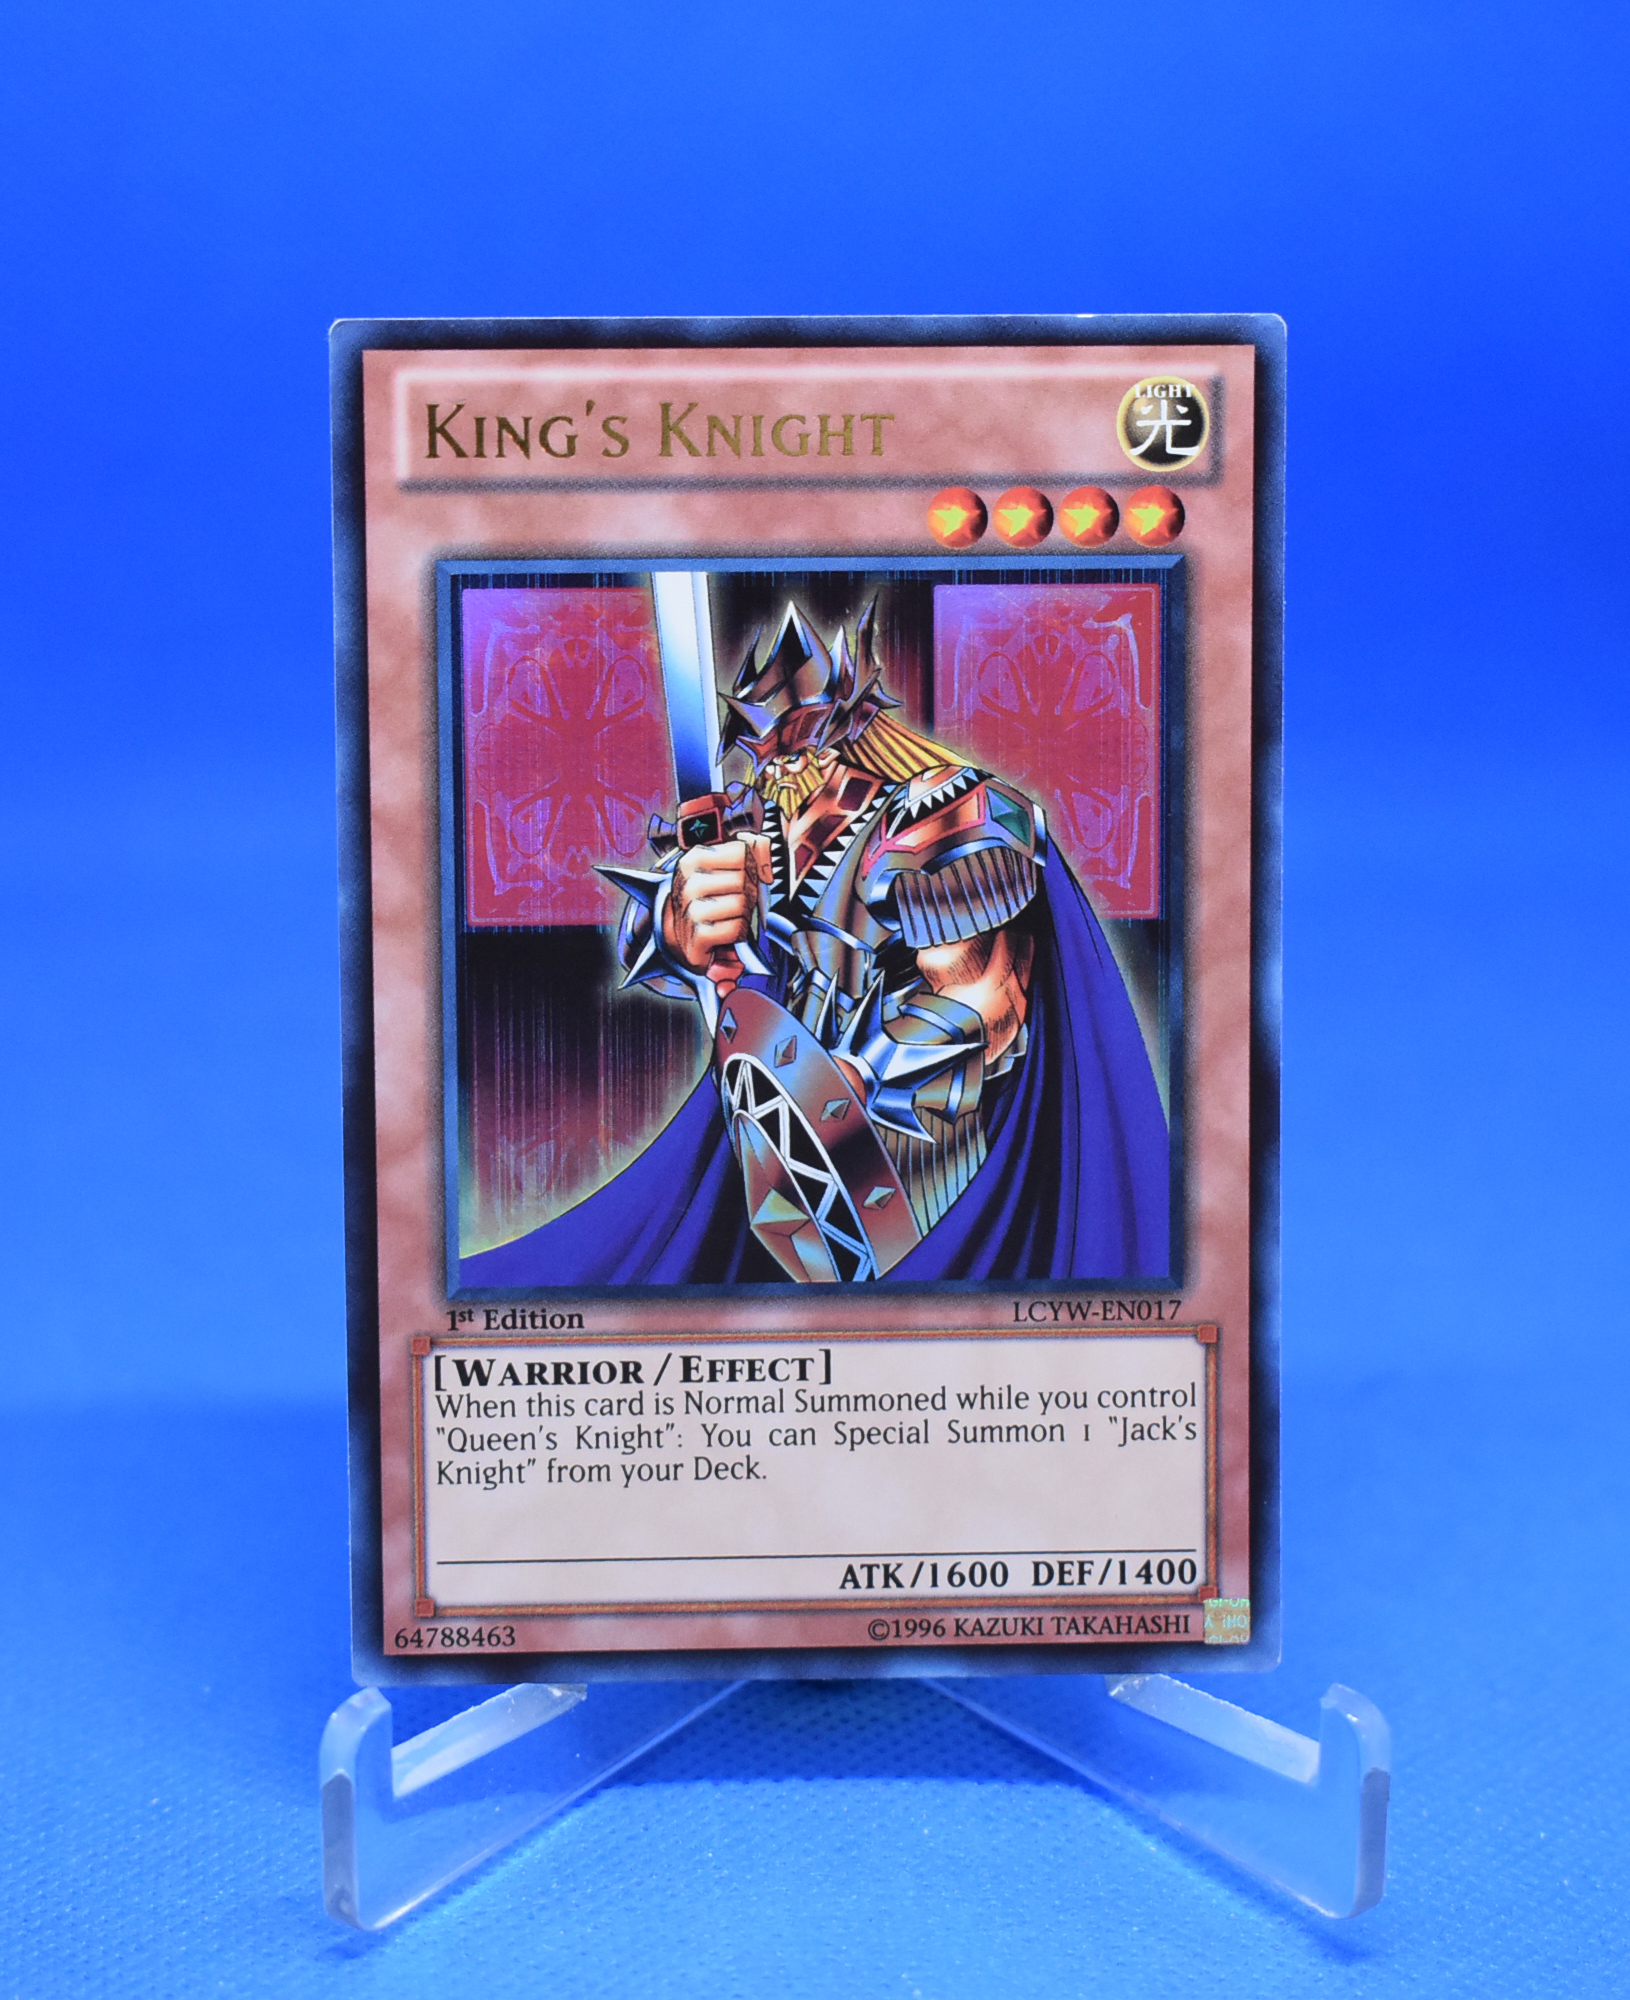 King's Knight
LIGHT
光
1st Edition
LCYW-EN017
[Warrior / Effect]
When this card is Normal Summoned while you control
"Queen's Knight": You can Special Summon 1 "Jack's
Knight" from your Deck.
ATK/1600 DEF/1400
64788463
©1996 KAZUKI TAKAHASHI